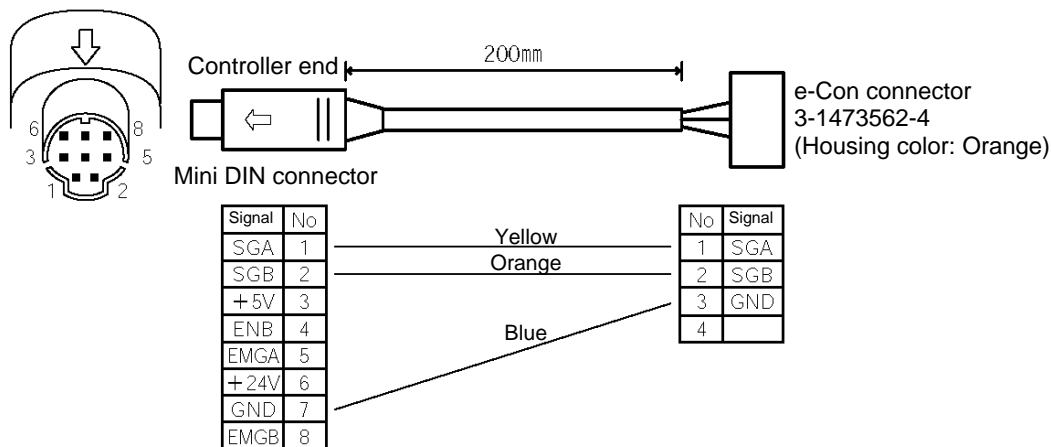 200mm
Controller end
e-Con connector
3-1473562-4
(Housing color: Orange)
6 8
3 5
1 2
Mini DIN connector
Signal No
SGA 1
SGB 2
+5V 3
ENB 4
EMGA 5
+24V 6
GND 7
EMGB 8
Yellow
Orange
Blue
No Signal
1 SGA
2 SGB
3 GND
4